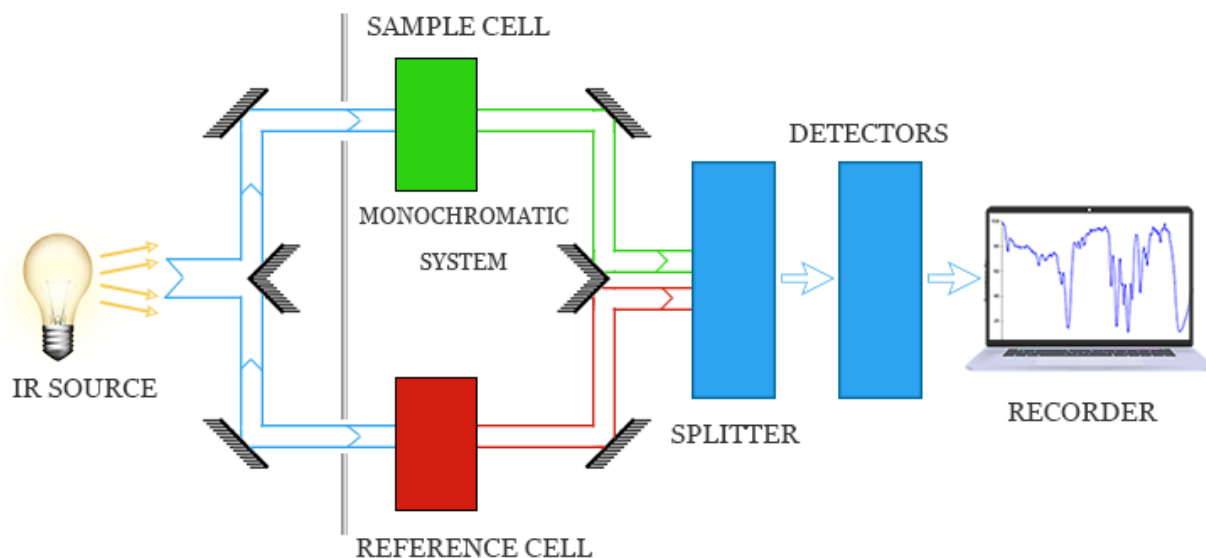 SAMPLE CELL
DETECTORS
MONOCHROMATIC
SYSTEM
IR SOURCE
SPLITTER
RECORDER
REFERENCE CELL